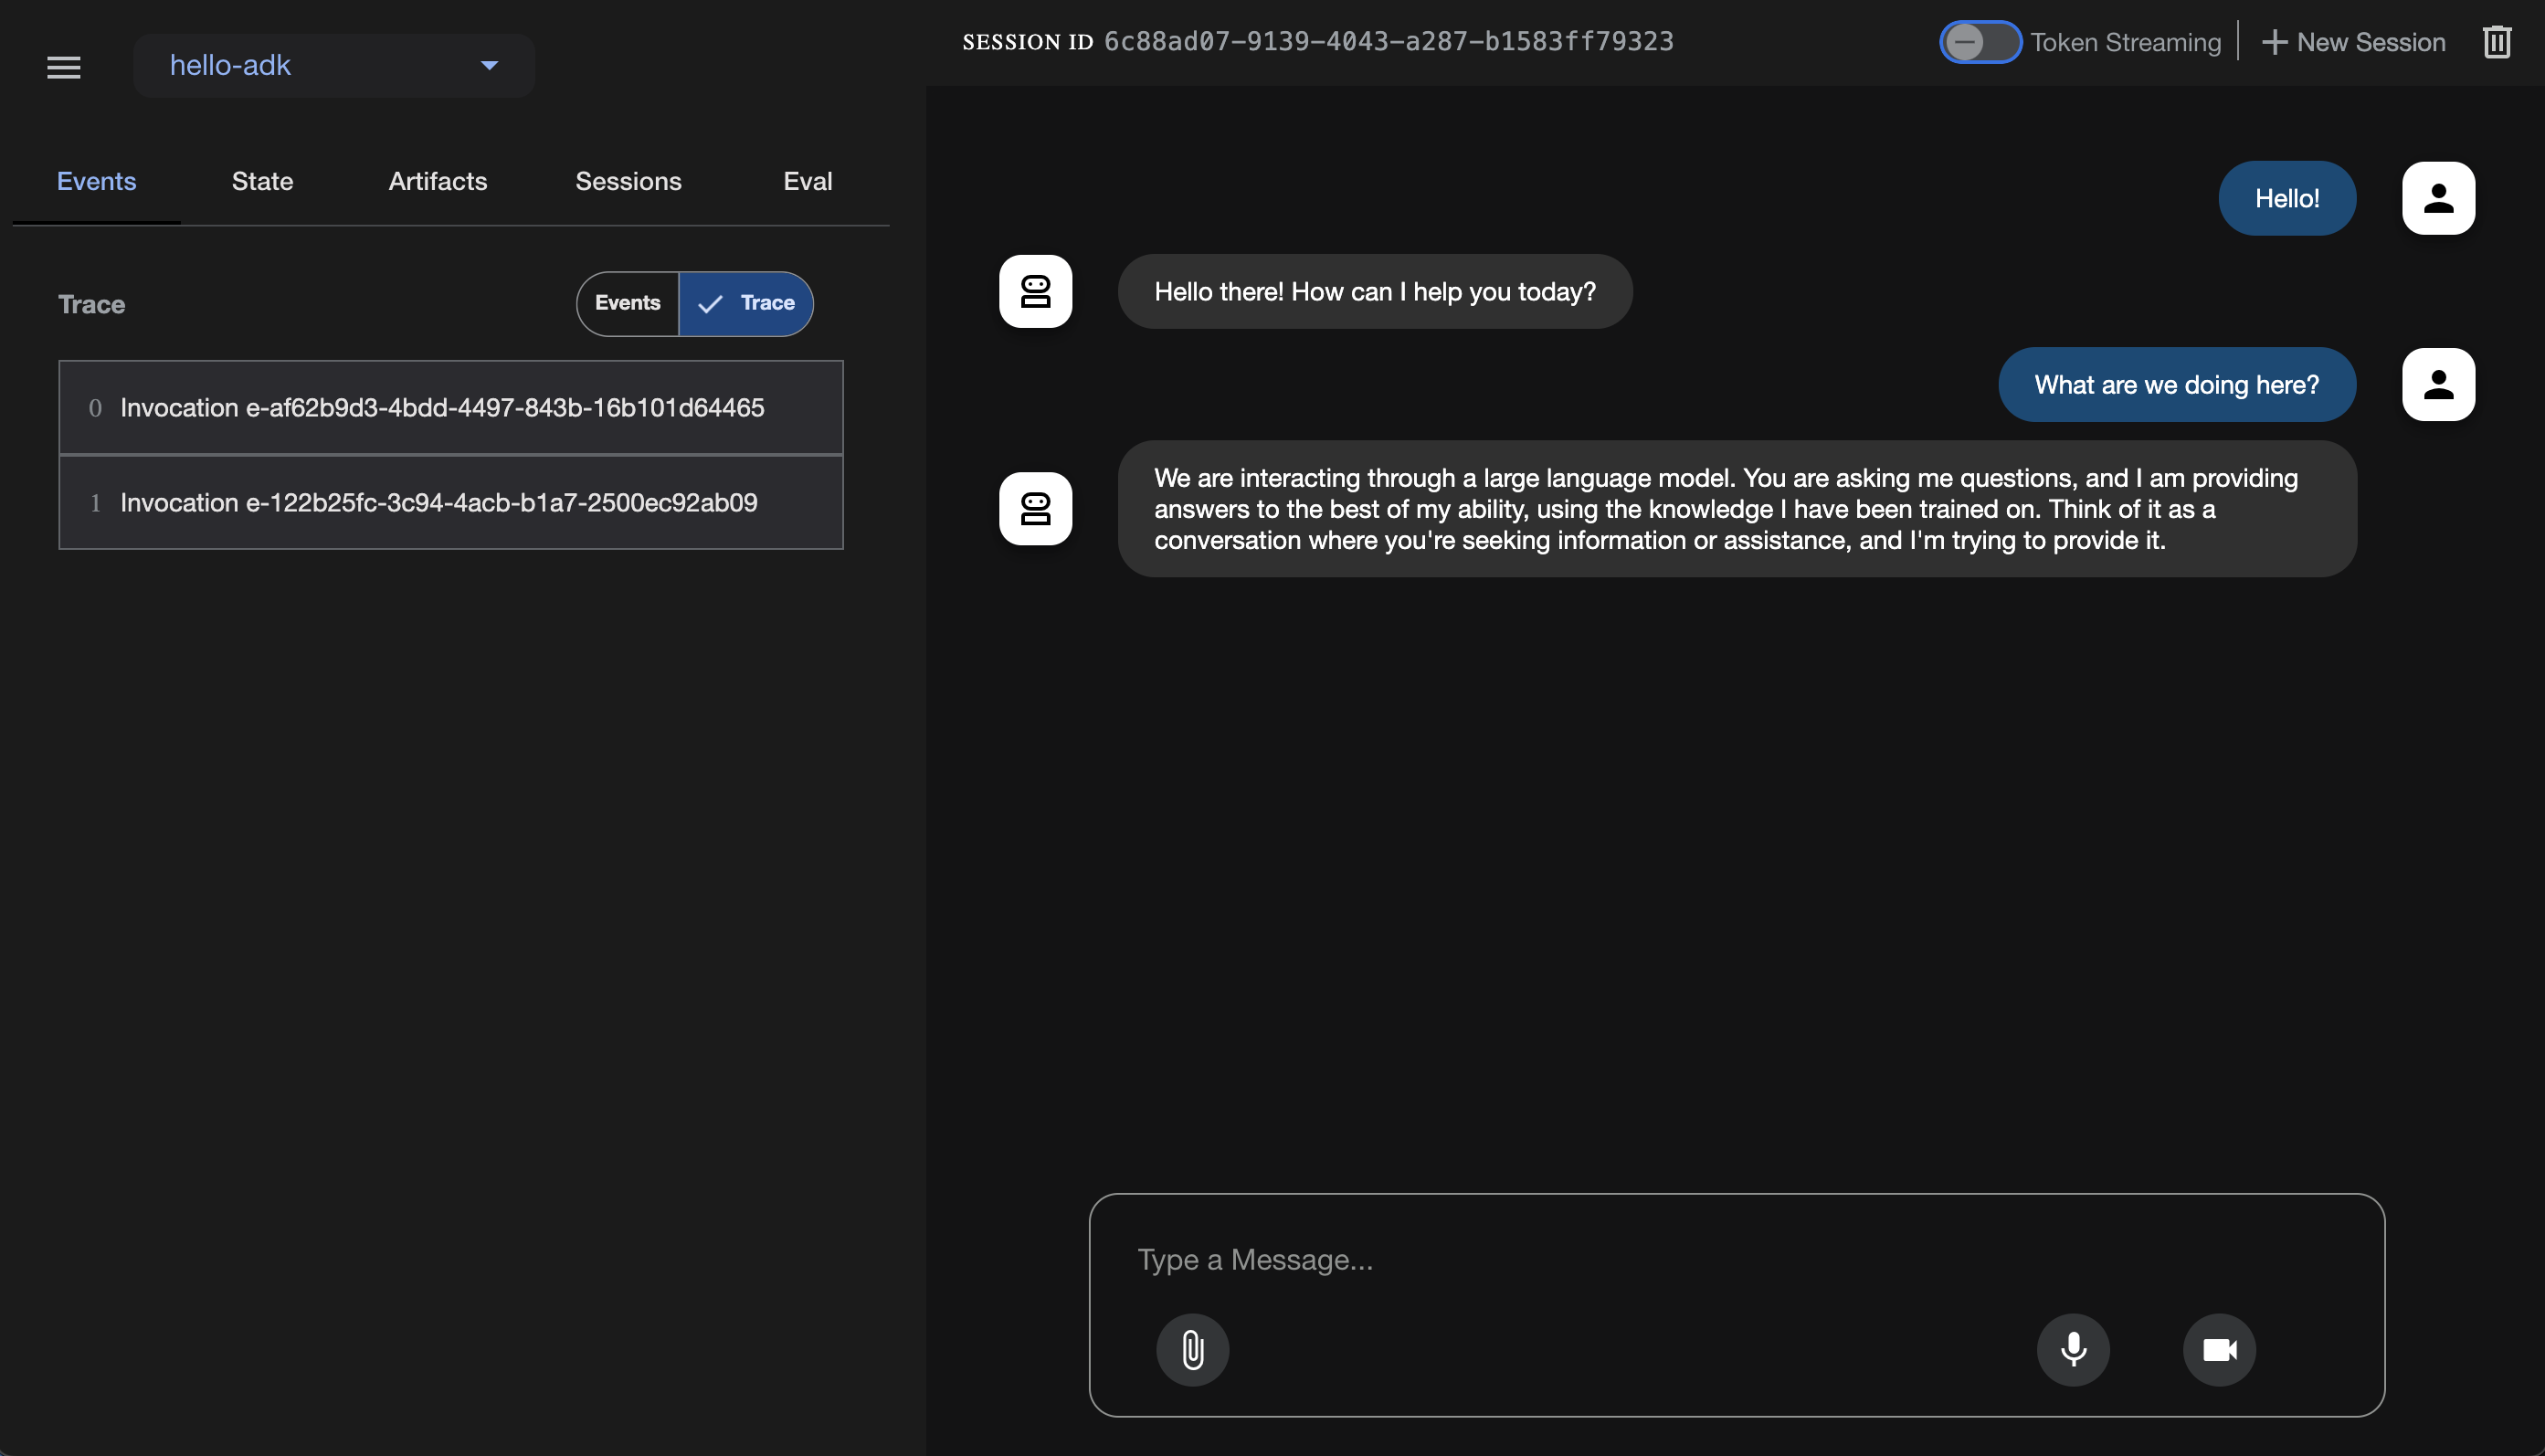 hello-adk
SESSION ID 6c88ad07-9139-4043-a287-b1583ff79323
Token Streaming
New Session
Events
State
Artifacts
Sessions
Eval
Trace
Events
Trace
0 Invocation e-af62b9d3-4bdd-4497-843b-16b101d64465
1 Invocation e-122b25fc-3c94-4acb-b1a7-2500ec92ab09
Hello!
Hello there! How can I help you today?
What are we doing here?
We are interacting through a large language model. You are asking me questions, and I am providing
answers to the best of my ability, using the knowledge I have been trained on. Think of it as a
conversation where you're seeking information or assistance, and I'm trying to provide it.
Type a Message...